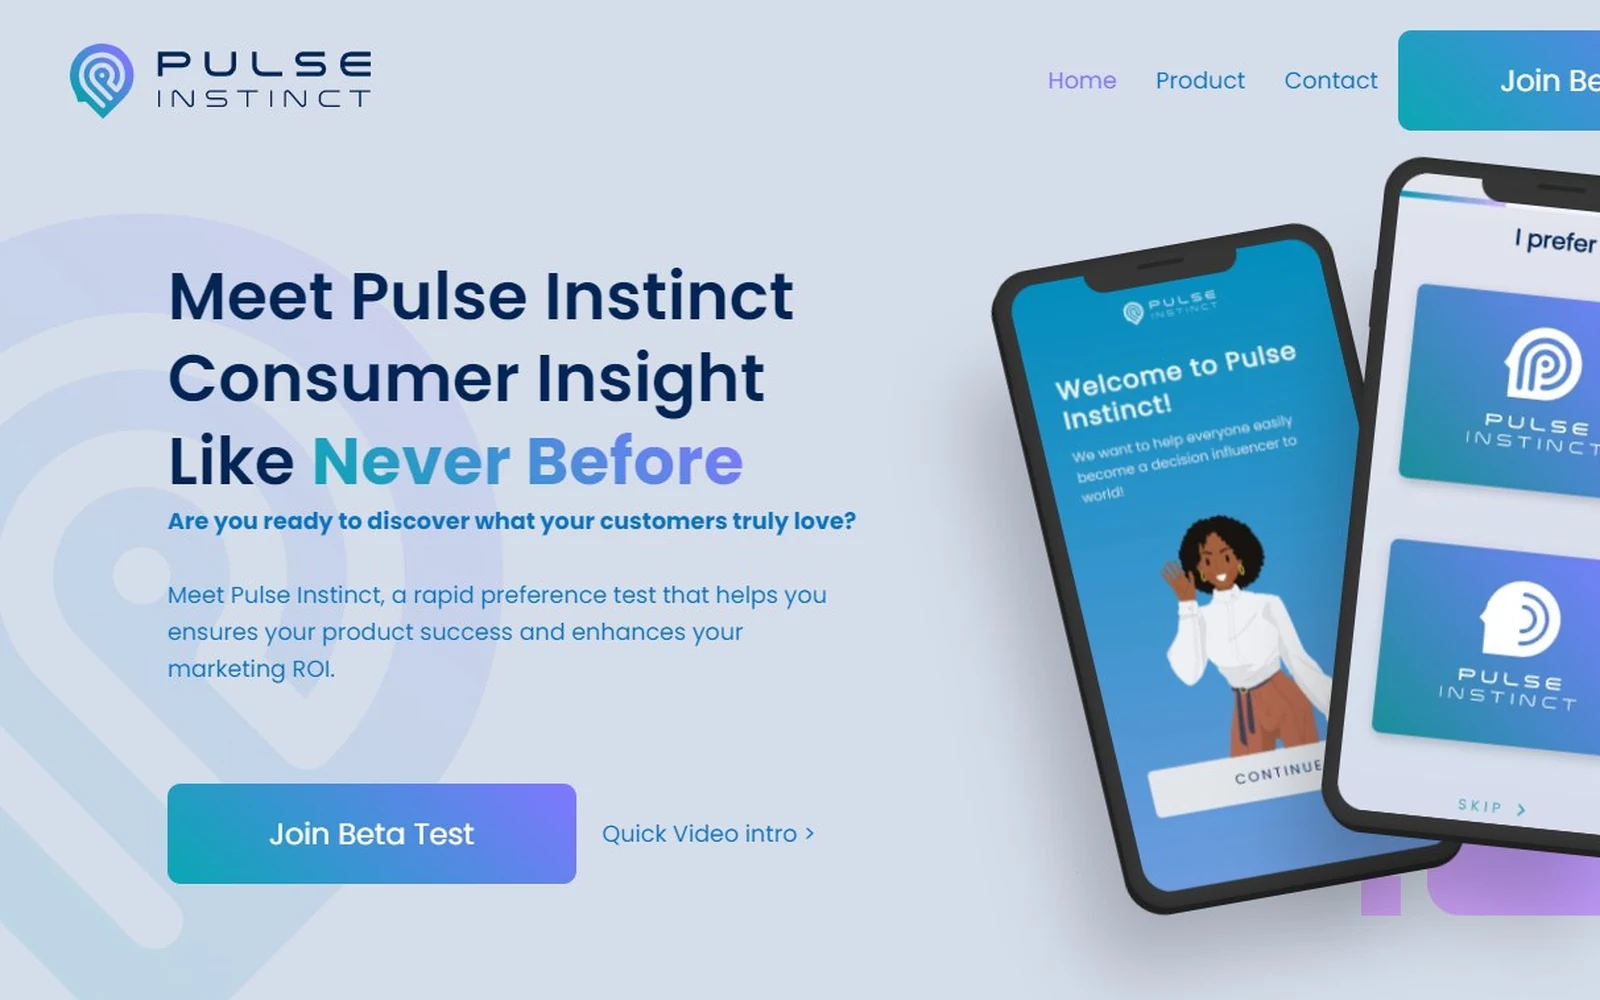 PULSE
INSTINCT
Home
Product
Contact
Join Be
Meet Pulse Instinct
Consumer Insight
Like Never Before
Are you ready to discover what your customers truly love?
Meet Pulse Instinct, a rapid preference test that helps you
ensures your product success and enhances your
marketing ROI.
Join Beta Test
Quick Video intro >
PULSE
INSTINCT
Welcome to Pulse
Instinct!
We want to help everyone easily
become a decision influencer to
world!
CONTINUE
I prefer
PULSE
INSTINCT
PULSE
INSTINCT
SKIP >